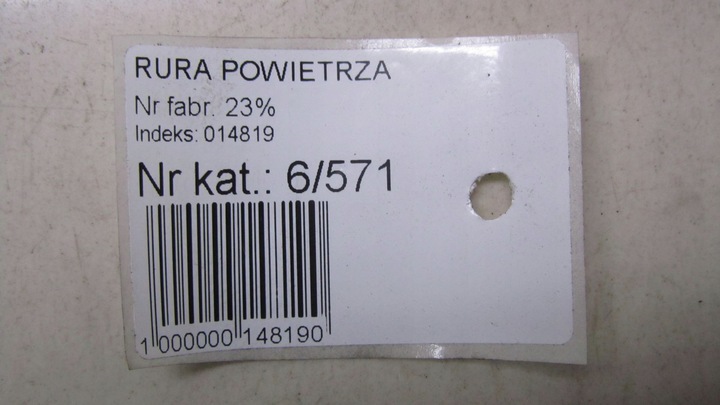 RURA POWIETRZA
Nr fabr. 23%
Indeks: 014819
Nr kat.: 6/571
1 000000 148190